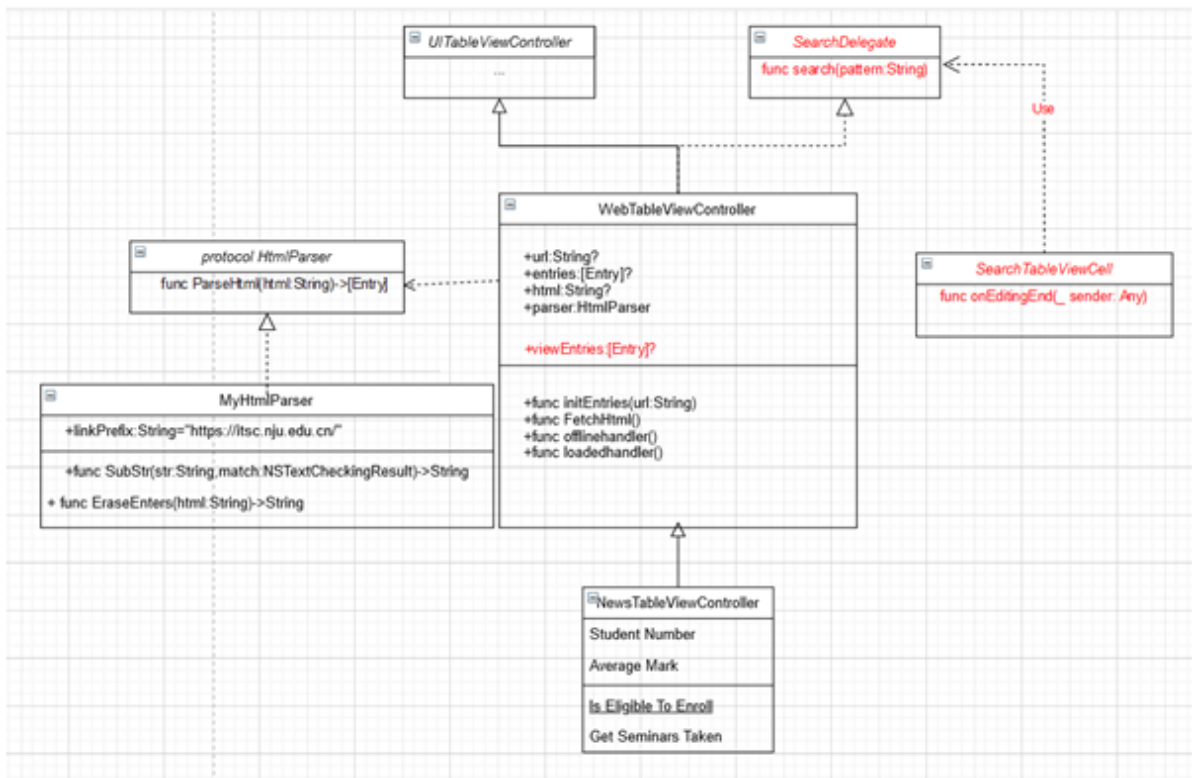 UITableViewController
...
SearchDelegate
func search(pattern:String)
Use
WebTableViewController
+url:String?
+entries:[Entry]?
+html:String?
+parser:HtmlParser
+viewEntries:[Entry]?
+func initEntries(url:String)
+func FetchHtml()
+func offlinehandler()
+func loadedhandler()
protocol HtmlParser
func ParseHtml(html:String)->[Entry]
SearchTableViewCell
func onEditingEnd(_ sender: Any)
MyHtmlParser
+linkPrefix:String="https://itsc.nju.edu.cn/"
+func SubStr(str:String,match:NSTextCheckingResult)->String
+ func EraseEnters(html:String)->String
NewsTableViewController
Student Number
Average Mark
Is Eligible To Enroll
Get Seminars Taken